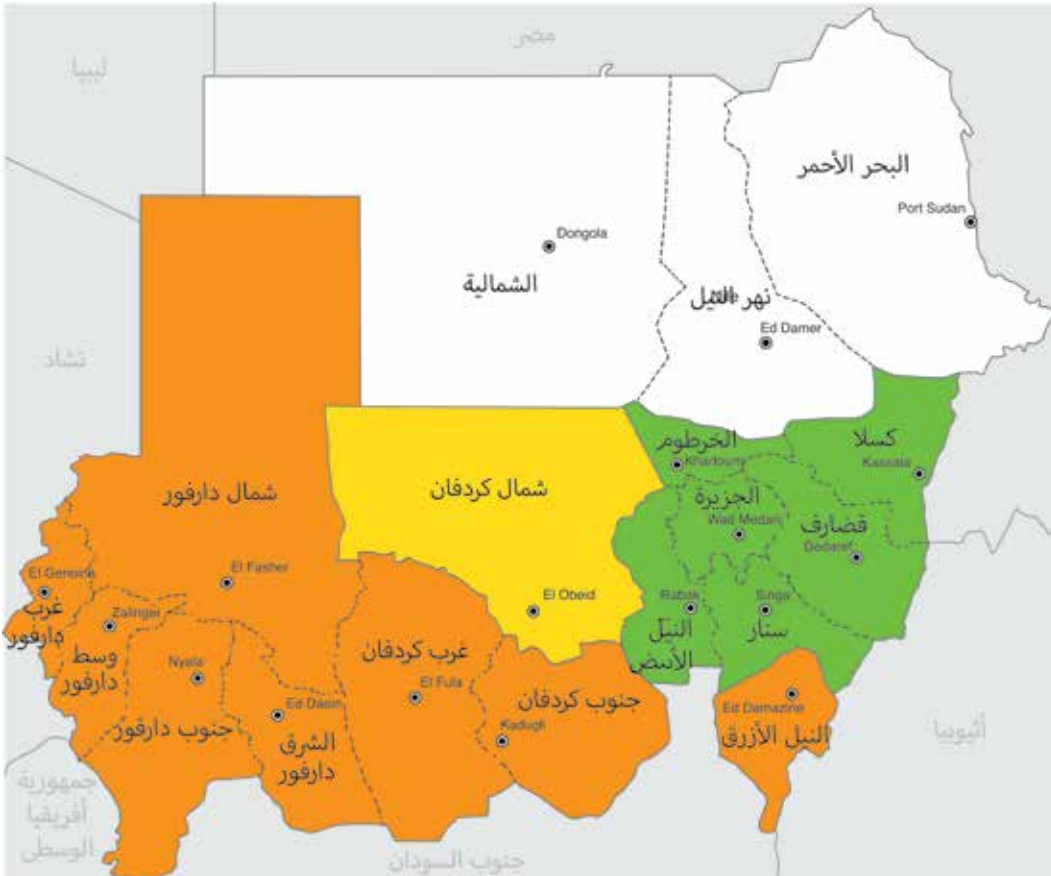 مصر
ليبيا
البحر الأحمر
Port Sudan
Dongola
الشمالية
نهر النيل
Ed Damer
تشاد
كسلا
الخرطوم
Khartoum
Kassala
شمال دارفور
شمال كردفان
الجزيرة
Wad Medani
قضارف
Gedaref
El Genoine
El Fasher
El Obeid
Rabak
Singa
غرب
دارفور
Zalingei
النيل
الأبيض
سنار
وسط
دارفور
Nyala
غرب كردفان
El Fula
جنوب كردفان
Ed Damazine
النيل الأزرق
Ed Daein
جنوب دارفور
الشرق
دارفور
Kadugli
أثيوبيا
جمهورية
أفريقيا
الوسطى
جنوب السودان